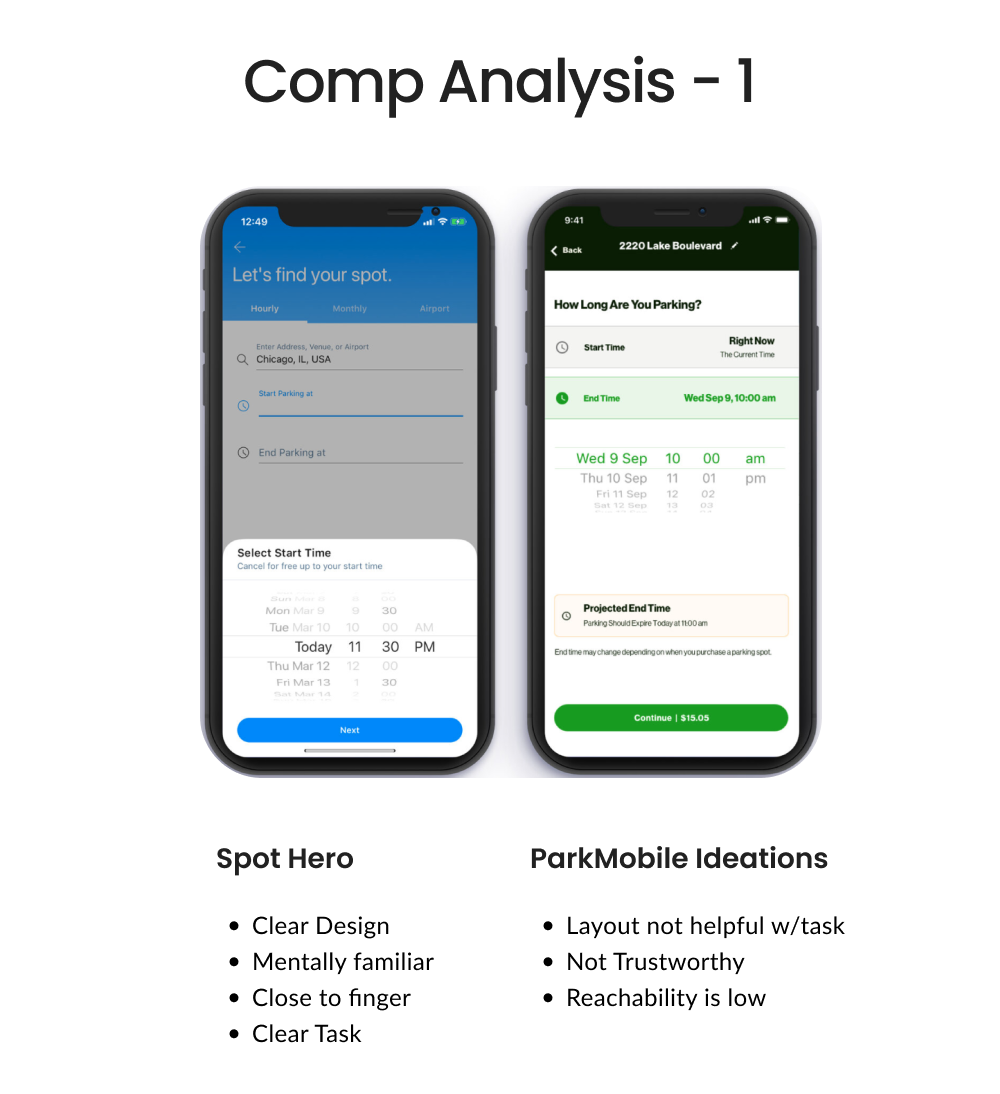 Comp Analysis - 1
12:49
Let's find your spot.
Hourly Monthly Airport
Enter Address, Venue, or Airport
Chicago, IL, USA
Start Parking at
End Parking at
Select Start Time
Cancel for free up to your start time
Mon Mar 9 9 30
Tue Mar 10 10 00 AM
Today 11 30 PM
Thu Mar 12 12 00
Fri Mar 13 1 30
Sat Mar 14
Next
9:41
Back
2220 Lake Boulevard
How Long Are You Parking?
Start Time
Right Now
The Current Time
End Time
Wed Sep 9, 10:00 am
Wed 9 Sep 10 00 am
Thu 10 Sep 11 01 pm
Fri 11 Sep 12 02
Sat 12 Sep 13 03
Projected End Time
Parking Should Expire Today at 11:00 am
End time may change depending on when you purchase a parking spot.
Continue | $15.05
Spot Hero
• Clear Design
• Mentally familiar
• Close to finger
• Clear Task
ParkMobile Ideations
• Layout not helpful w/task
• Not Trustworthy
• Reachability is low